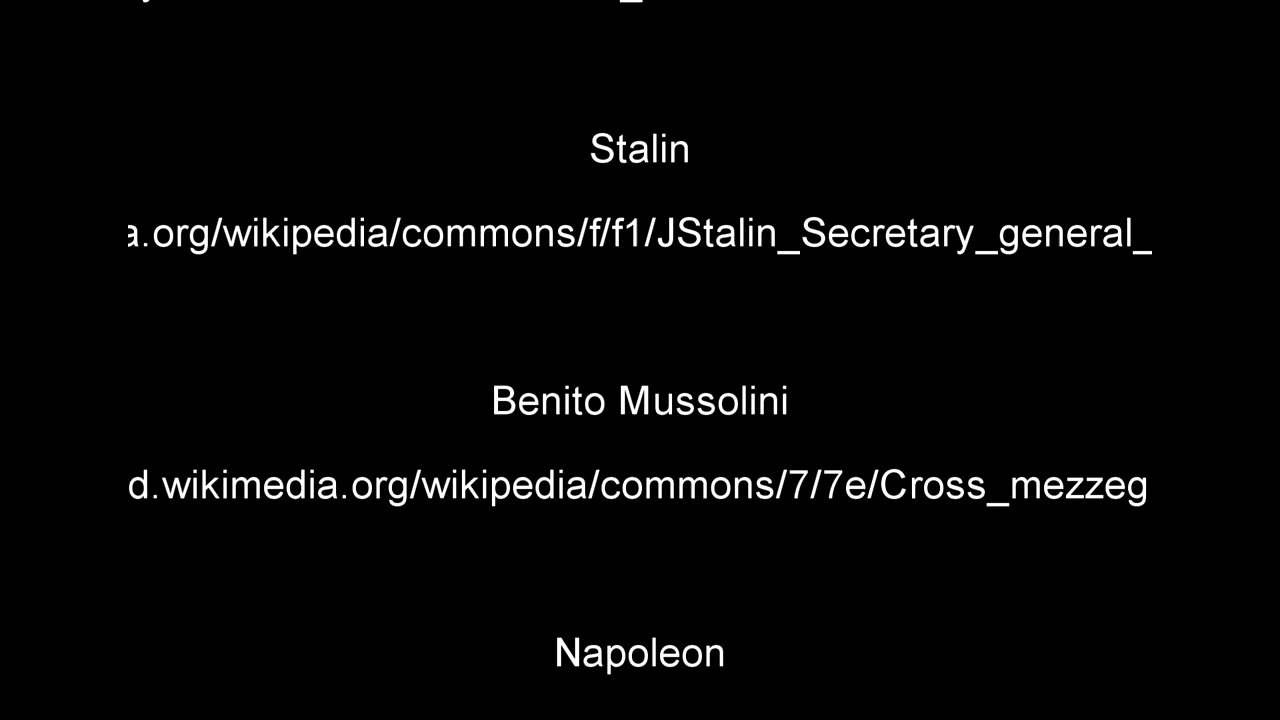 Stalin
a.org/wikipedia/commons/f/f1/JStalin_Secretary_general_
Benito Mussolini
d.wikimedia.org/wikipedia/commons/7/7e/Cross_mezzeg
Napoleon